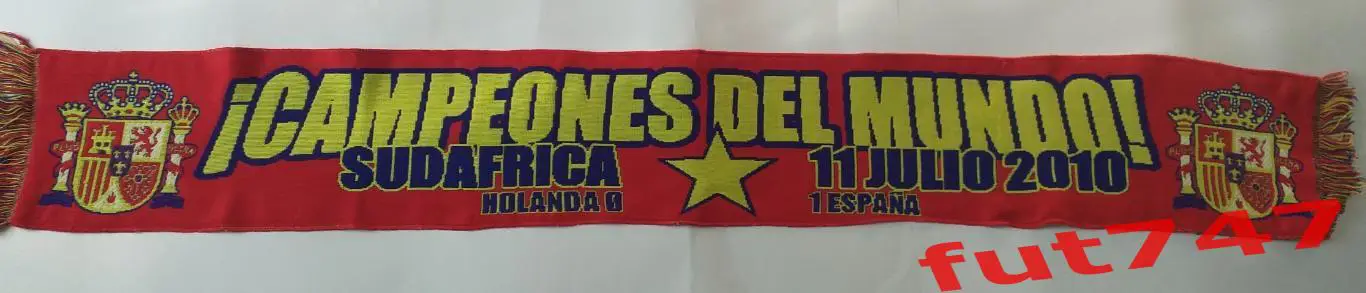 ¡CAMPEONES DEL MUNDO!
SUDAFRICA 11 JULIO 2010
HOLANDA 0 1 ESPAÑA
fut747